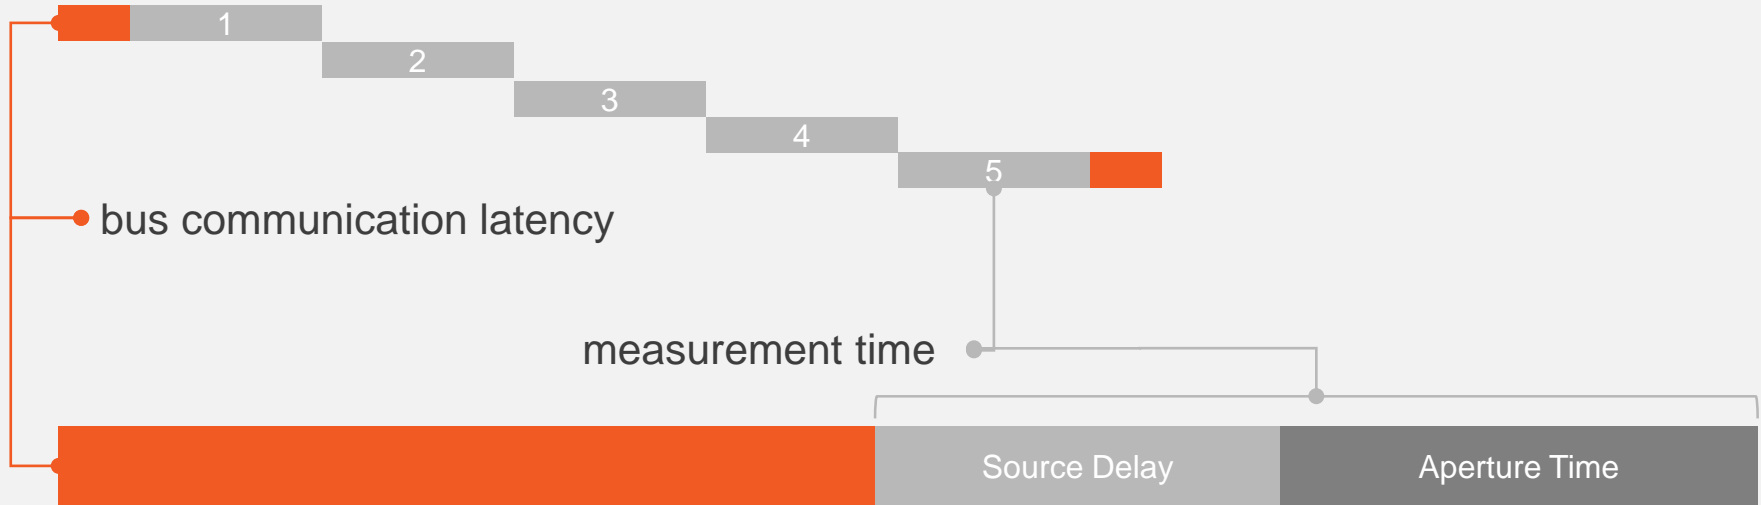 1
2
3
4
5
bus communication latency
measurement time
Source Delay
Aperture Time